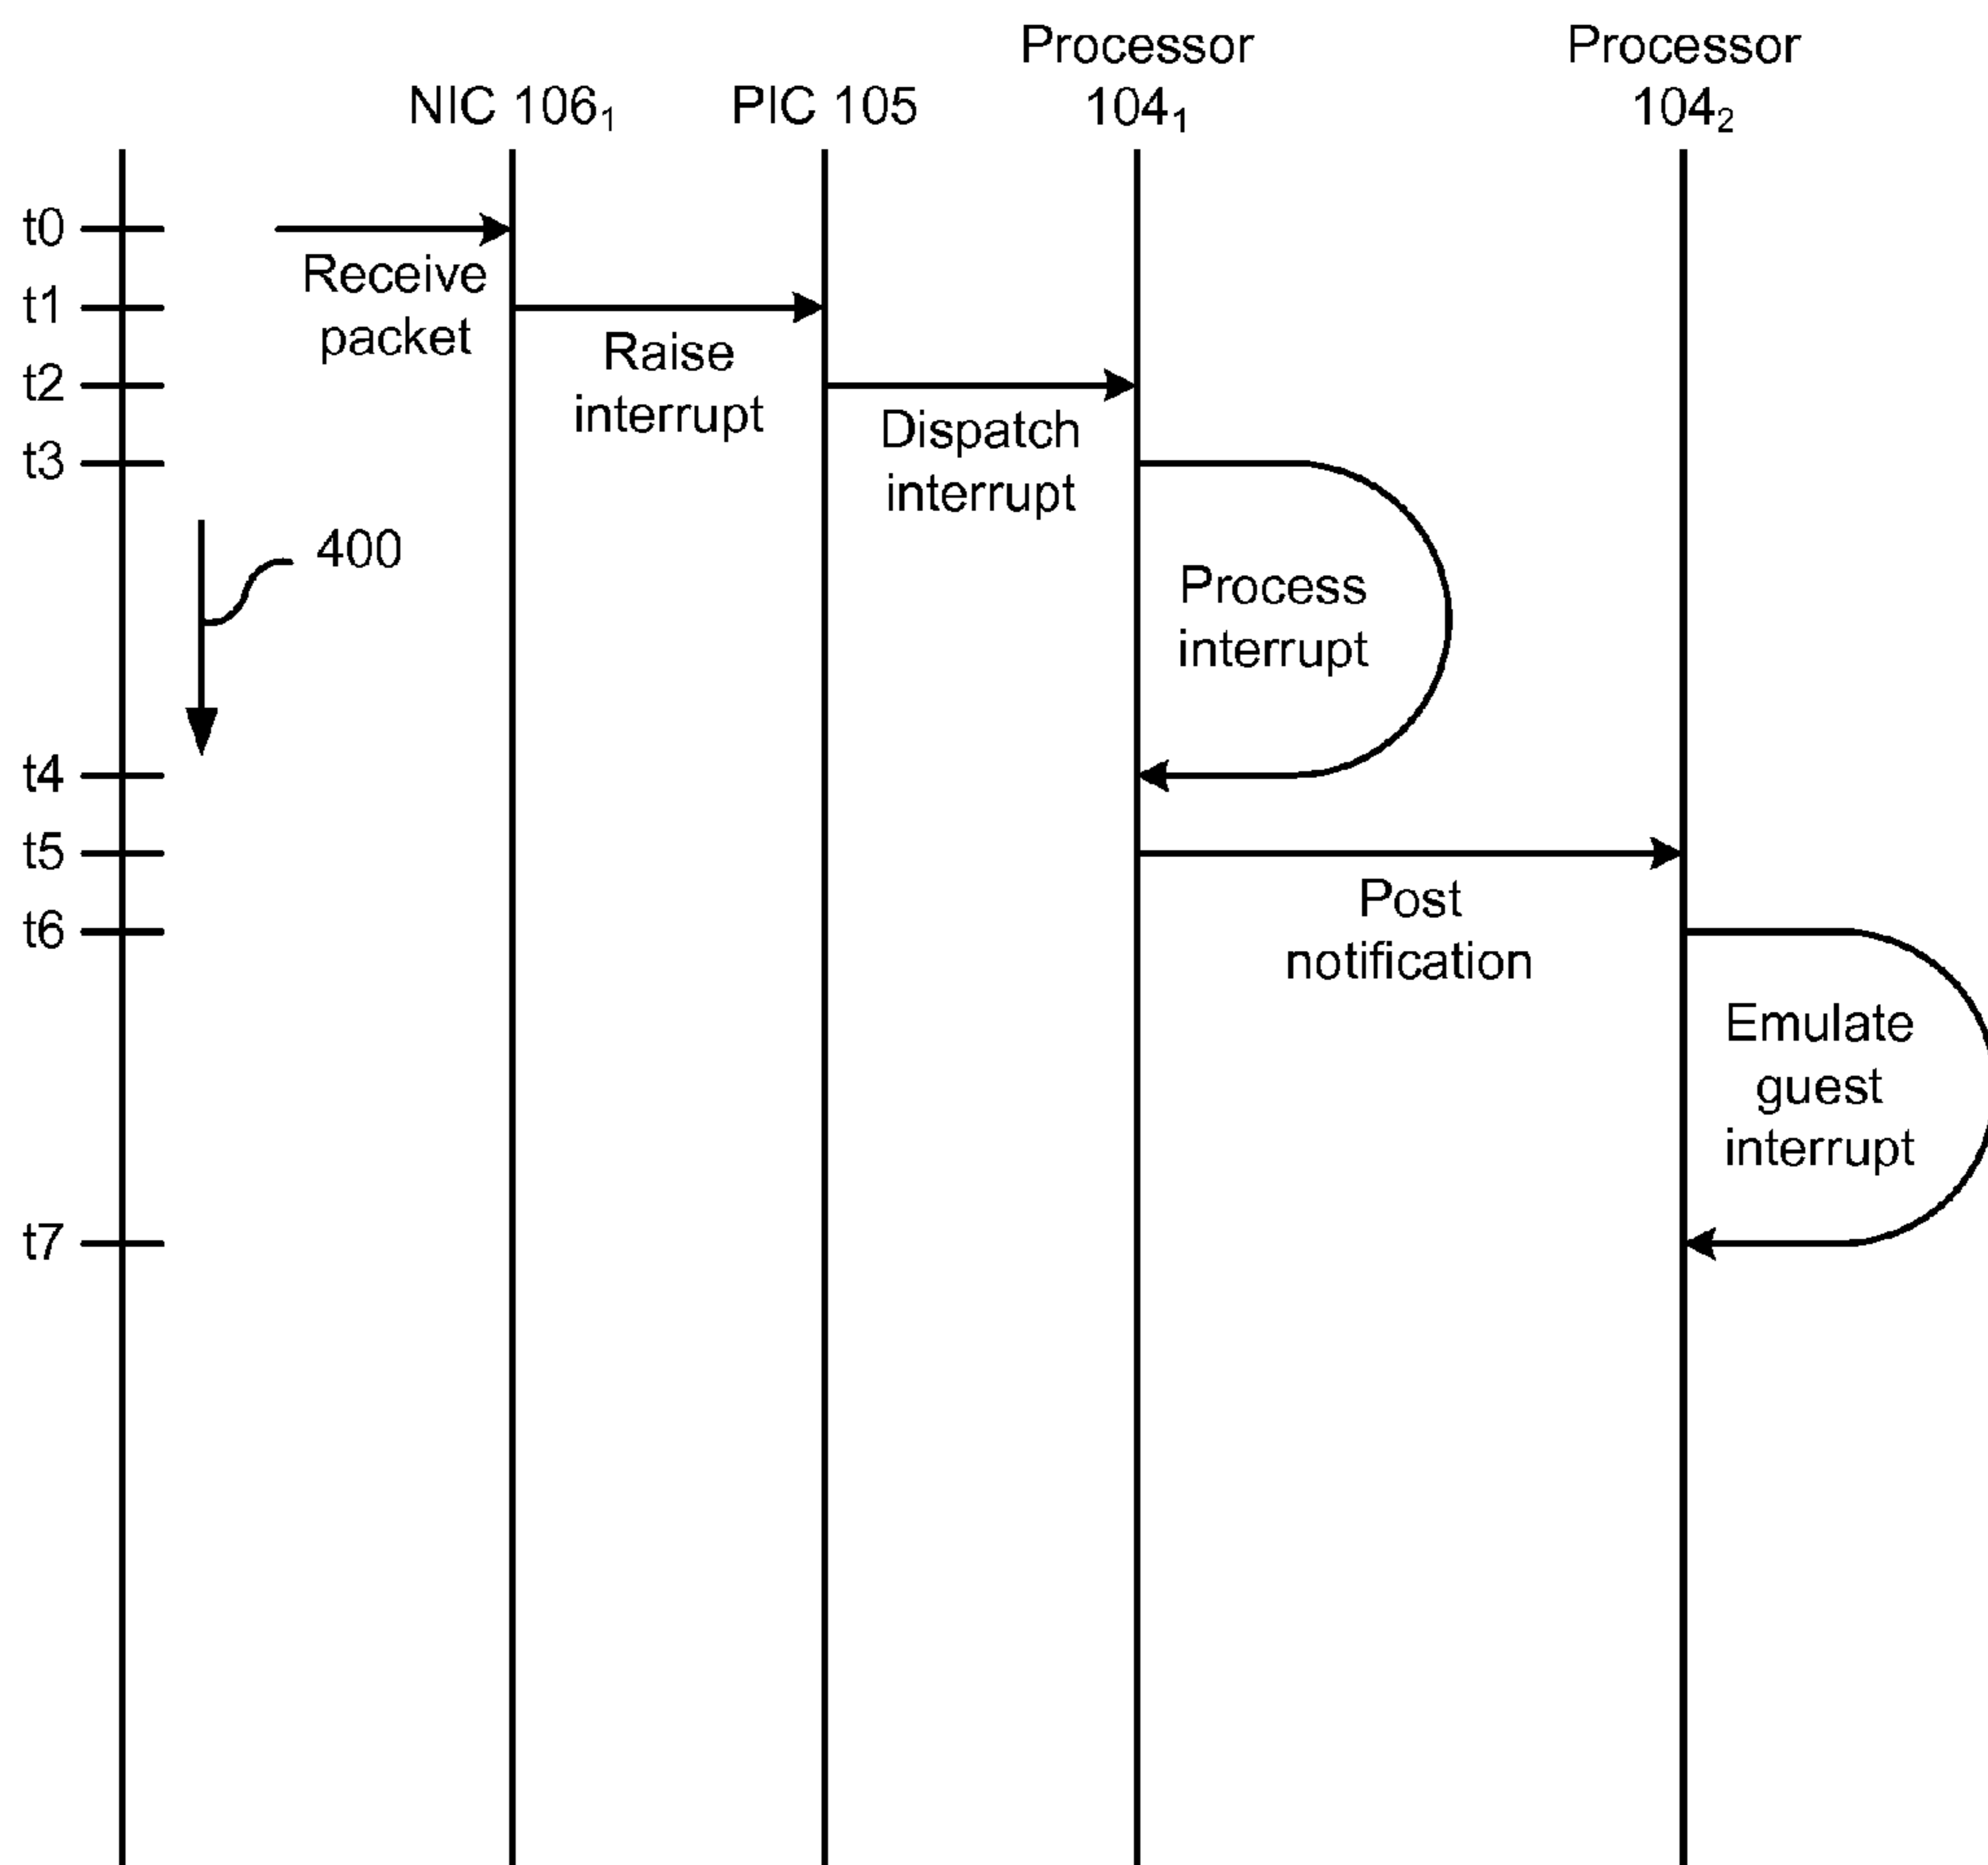 Processor
104₁
Processor
104₂
NIC 106₁
PIC 105
t0
Receive
packet
t1
Raise
interrupt
t2
Dispatch
interrupt
t3
400
Process
interrupt
t4
t5
Post
notification
t6
Emulate
guest
interrupt
t7